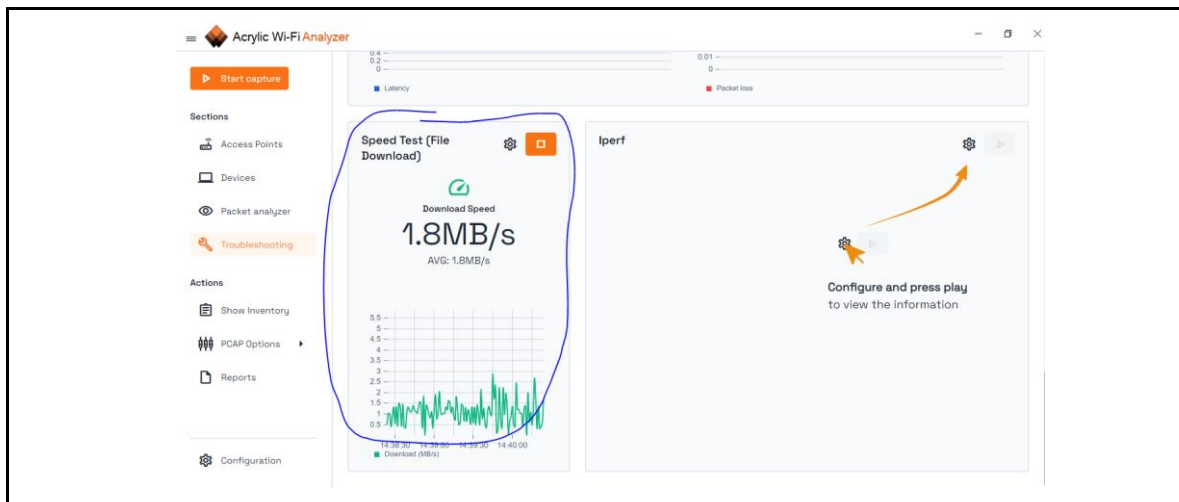 Acrylic Wi-Fi Analyzer
Start capture
Sections
Access Points
Devices
Packet analyzer
Troubleshooting
Actions
Show Inventory
PCAP Options
Reports
Configuration
0.4
0.2
0
Latency
0.01
0
Packet loss
Speed Test (File
Download)
Download Speed
1.8MB/s
AVG: 1.8MB/s
5.5
5
4.5
4
3.5
3
2.5
2
1.5
1
0.5
14:38:30 14:39:00 14:39:30 14:40:00
Download (MB/s)
Iperf
Configure and press play
to view the information